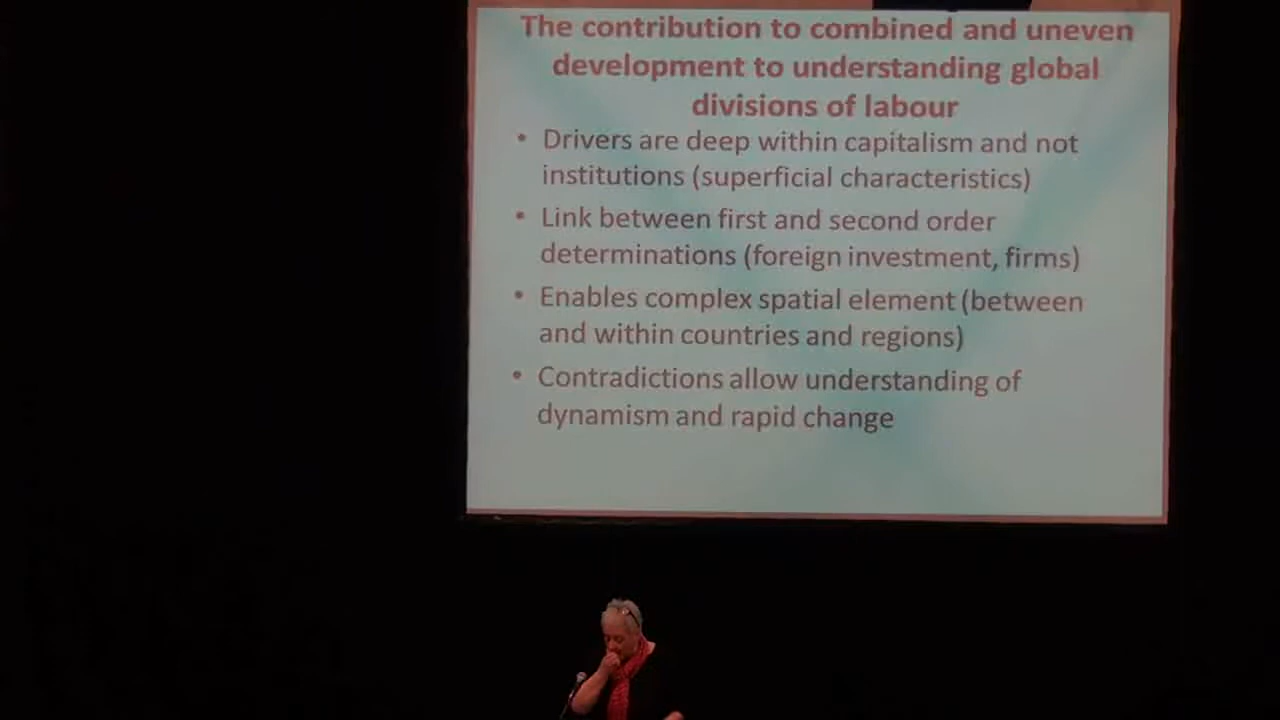 The contribution to combined and uneven
development to understanding global
divisions of labour
• Drivers are deep within capitalism and not
institutions (superficial characteristics)
• Link between first and second order
determinations (foreign investment, firms)
• Enables complex spatial element (between
and within countries and regions)
• Contradictions allow understanding of
dynamism and rapid change